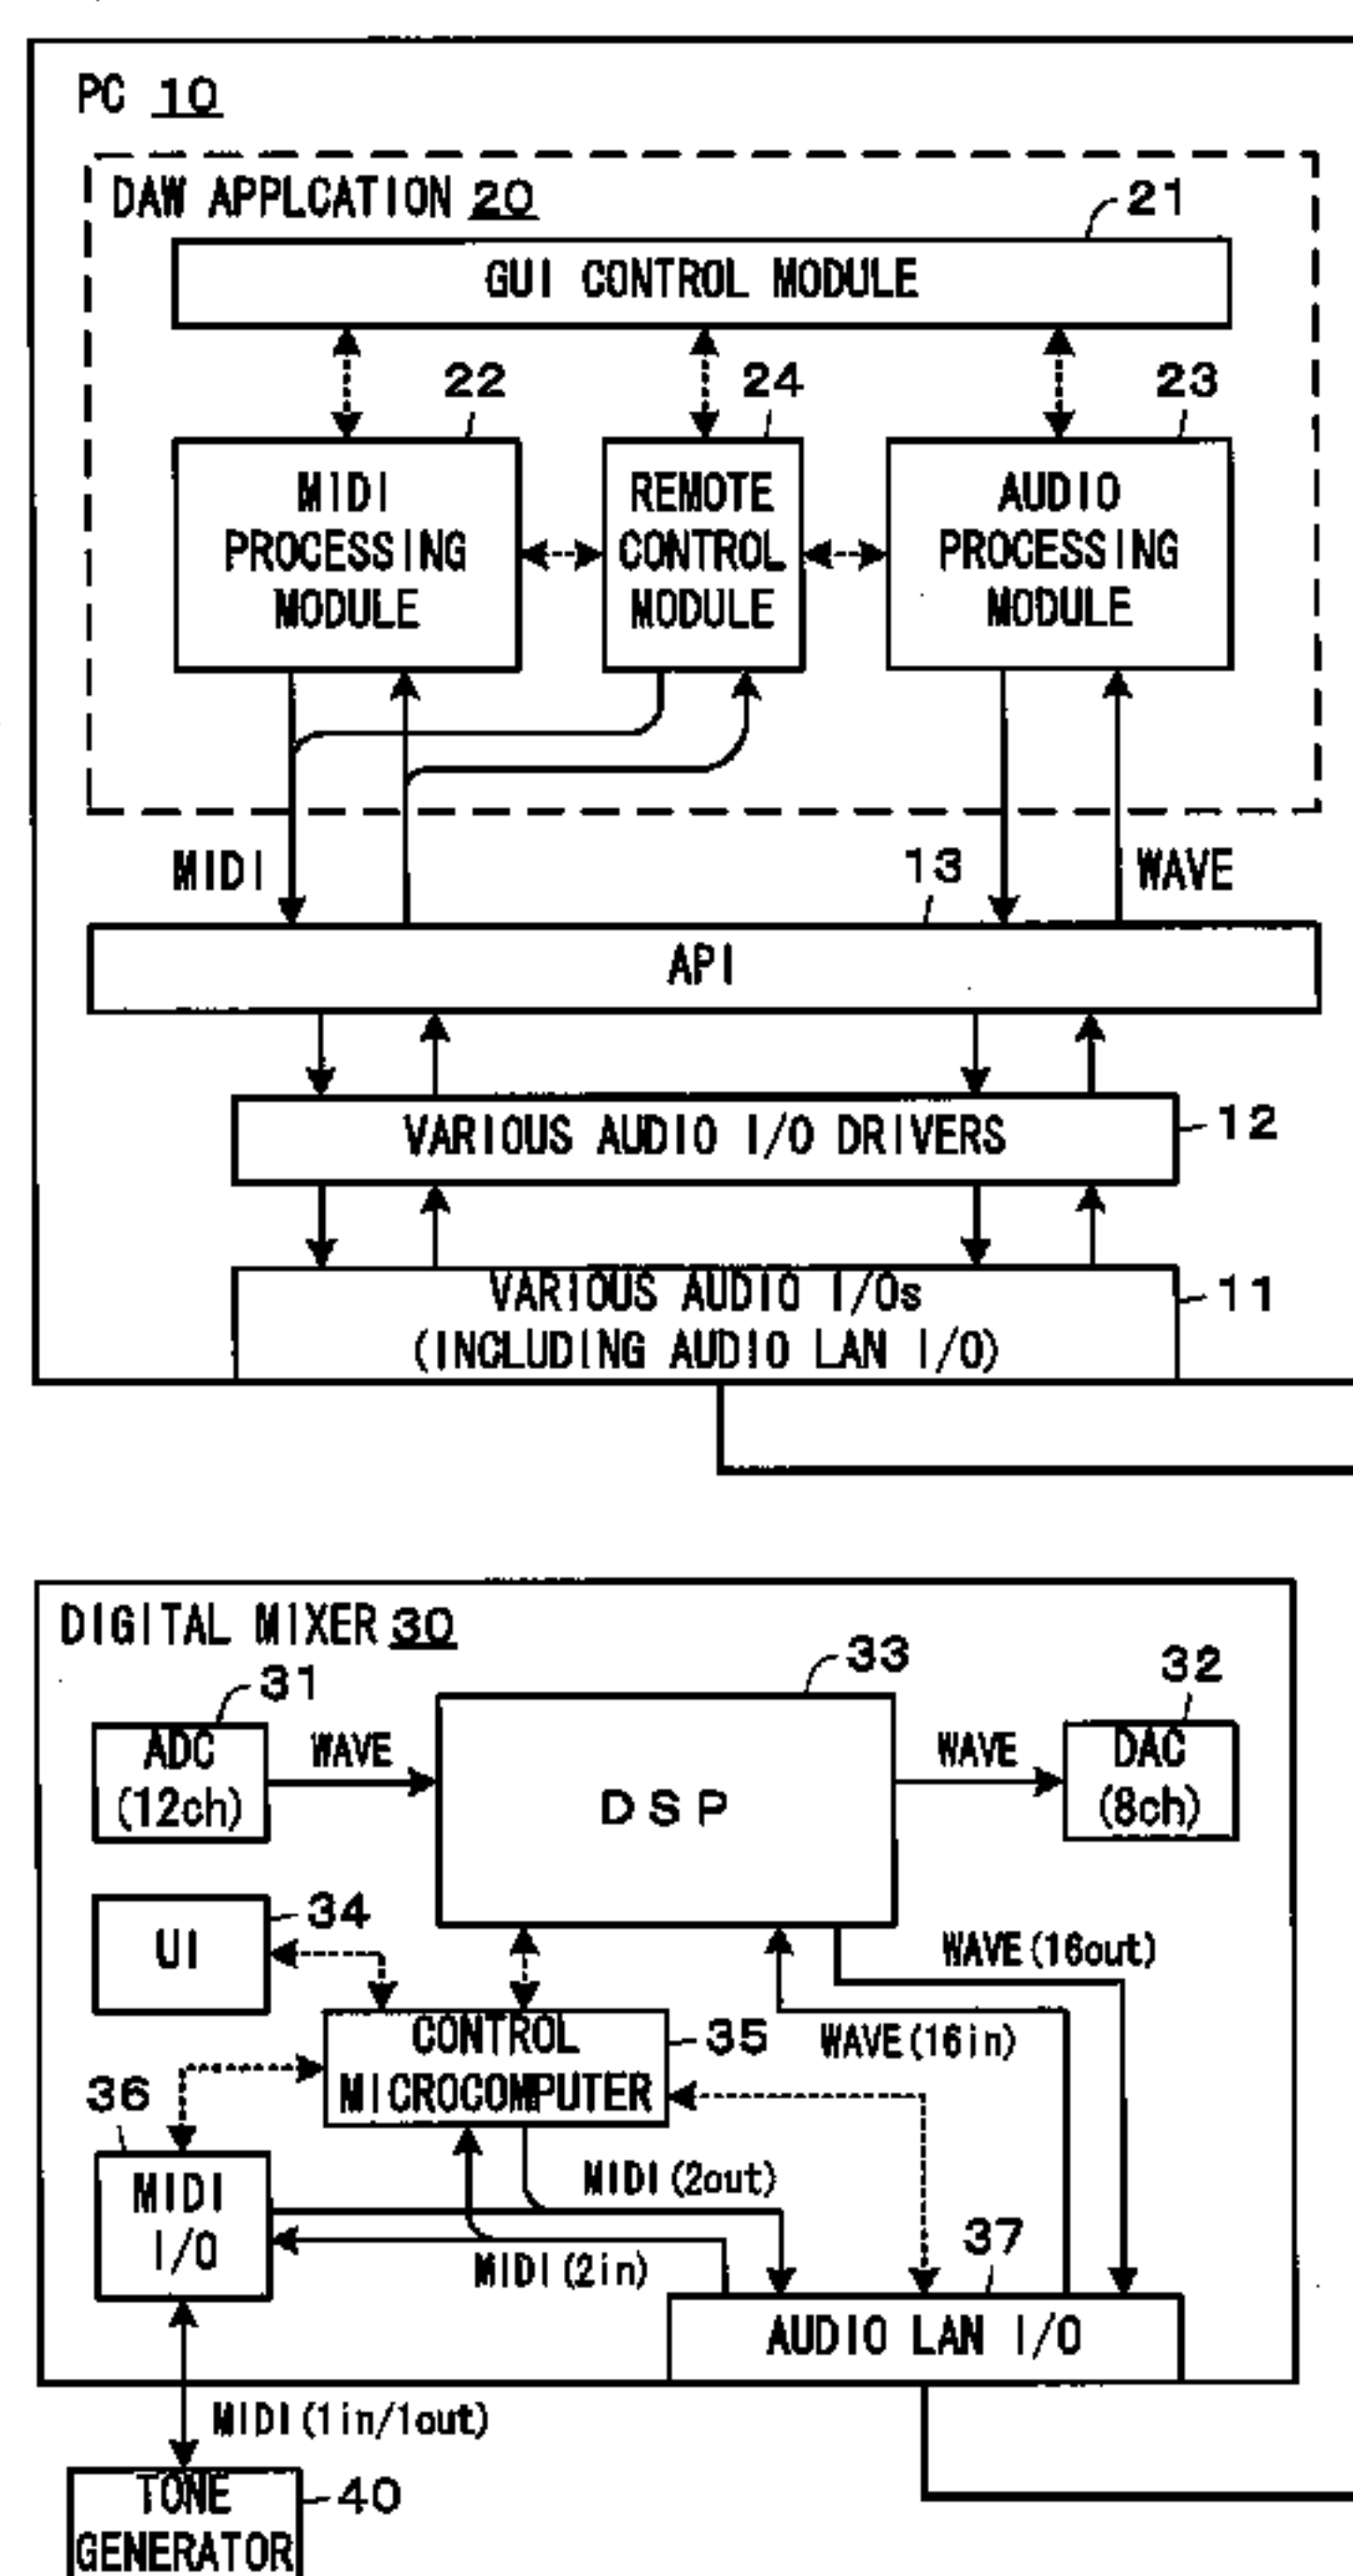 PC 10
DAW APPLCATION 20
21
GUI CONTROL MODULE
22
24
23
MIDI
PROCESSING
MODULE
REMOTE
CONTROL
MODULE
AUDIO
PROCESSING
MODULE
MIDI
13
WAVE
API
VARIOUS AUDIO I/O DRIVERS
12
VARIOUS AUDIO I/Os
(INCLUDING AUDIO LAN I/O)
11
DIGITAL MIXER 30
31
33
32
ADC
(12ch)
WAVE
DSP
WAVE
DAC
(8ch)
34
UI
WAVE(16out)
CONTROL
MICROCOMPUTER
35
WAVE(16in)
36
MIDI
I/O
MIDI(2out)
MIDI(2in)
37
AUDIO LAN I/O
MIDI(1in/1out)
TONE
GENERATOR
40